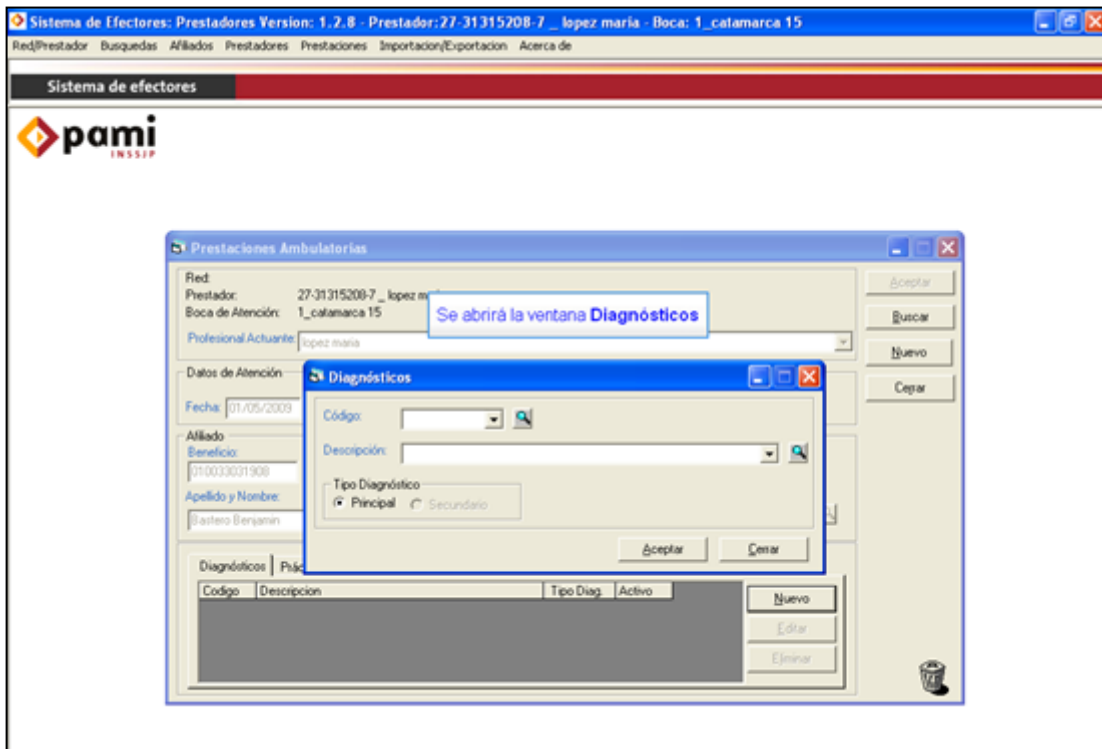 Sistema de Efectores: Prestadores Version: 1.2.8 - Prestador:27-31315208-7 _ lopez maria - Boca: 1_catamarca 15
Red/Prestador Busquedas Afiliados Prestadores Prestaciones Importacion/Exportacion Acerca de
Sistema de efectores
pami
INSSJP
Prestaciones Ambulatorias
Red:
Prestador: 27-31315208-7 _ lopez
Boca de Atención: 1_catamarca 15
Se abrirá la ventana Diagnósticos
Profesional Actuante: lopez maria
Aceptar
Buscar
Nuevo
Cerrar
Datos de Atención
Fecha: 01/05/2009
Afiliado
Beneficio:
010033031908
Apellido y Nombre:
Bastero Benjamin
Diagnósticos
Código:
Descripción:
Tipo Diagnóstico
Principal Secundario
Aceptar Cerrar
Diagnósticos
Codigo Descripcion Tipo Diag. Activo
Nuevo
Editar
Eliminar